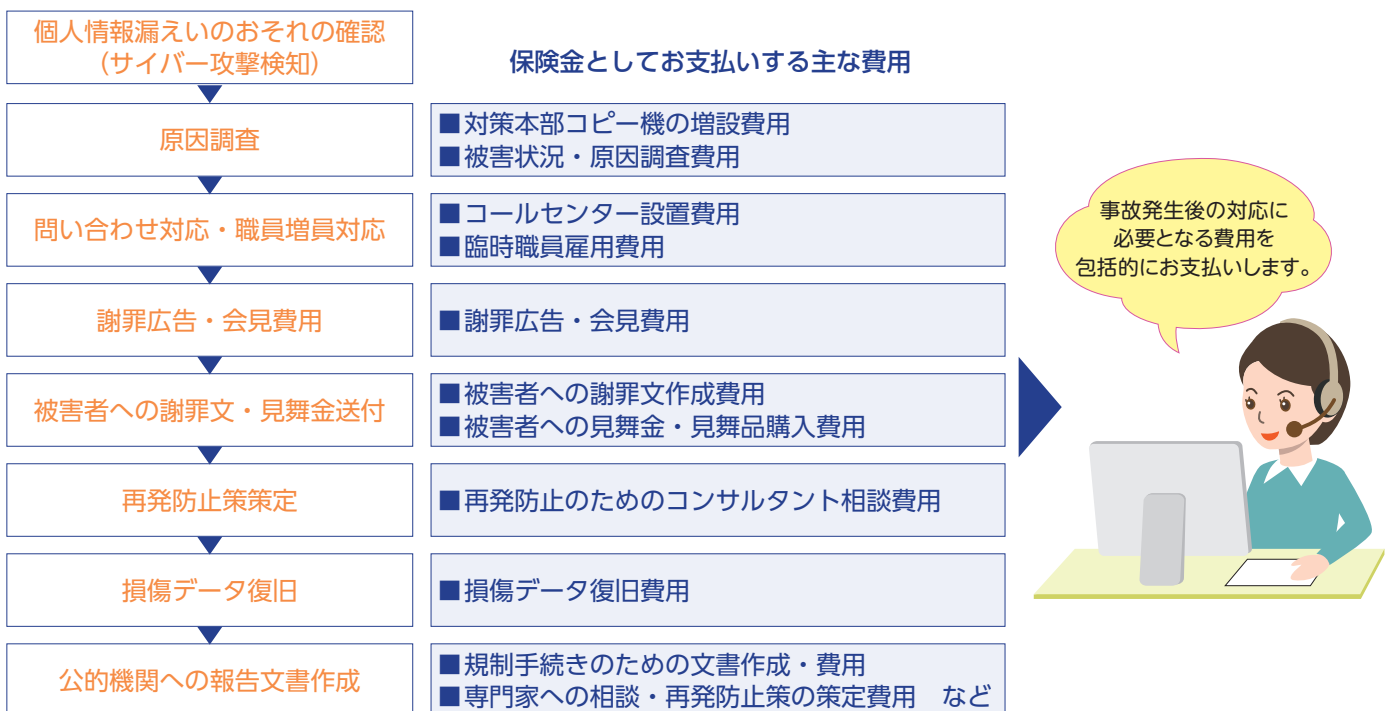 個人情報漏えいのおそれの確認
（サイバー攻撃検知）
保険金としてお支払いする主な費用
原因調査
■対策本部コピー機の増設費用
■被害状況・原因調査費用
問い合わせ対応・職員増員対応
■コールセンター設置費用
■臨時職員雇用費用
謝罪広告・会見費用
■謝罪広告・会見費用
被害者への謝罪文・見舞金送付
■被害者への謝罪文作成費用
■被害者への見舞金・見舞品購入費用
再発防止策策定
■再発防止のためのコンサルタント相談費用
損傷データ復旧
■損傷データ復旧費用
公的機関への報告文書作成
■規制手続きのための文書作成・費用
■専門家への相談・再発防止策の策定費用　など
事故発生後の対応に
必要となる費用を
包括的にお支払いします。